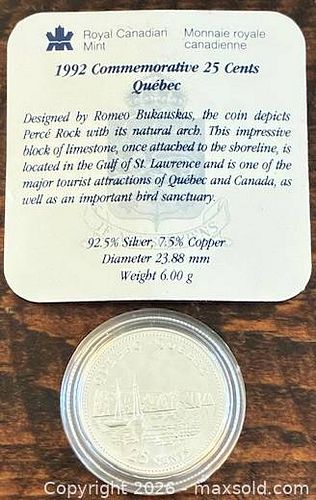 Royal Canadian Mint
Monnaie royale canadienne
1992 Commemorative 25 Cents
Québec
Designed by Romeo Bukauskas, the coin depicts
Percé Rock with its natural arch. This impressive
block of limestone, once attached to the shoreline, is
located in the Gulf of St. Lawrence and is one of the
major tourist attractions of Québec and Canada, as
well as an important bird sanctuary.
92.5% Silver, 7.5% Copper
Diameter 23.88 mm
Weight 6.00 g
25 CENTS
Copyright 2026 - maxsold.com